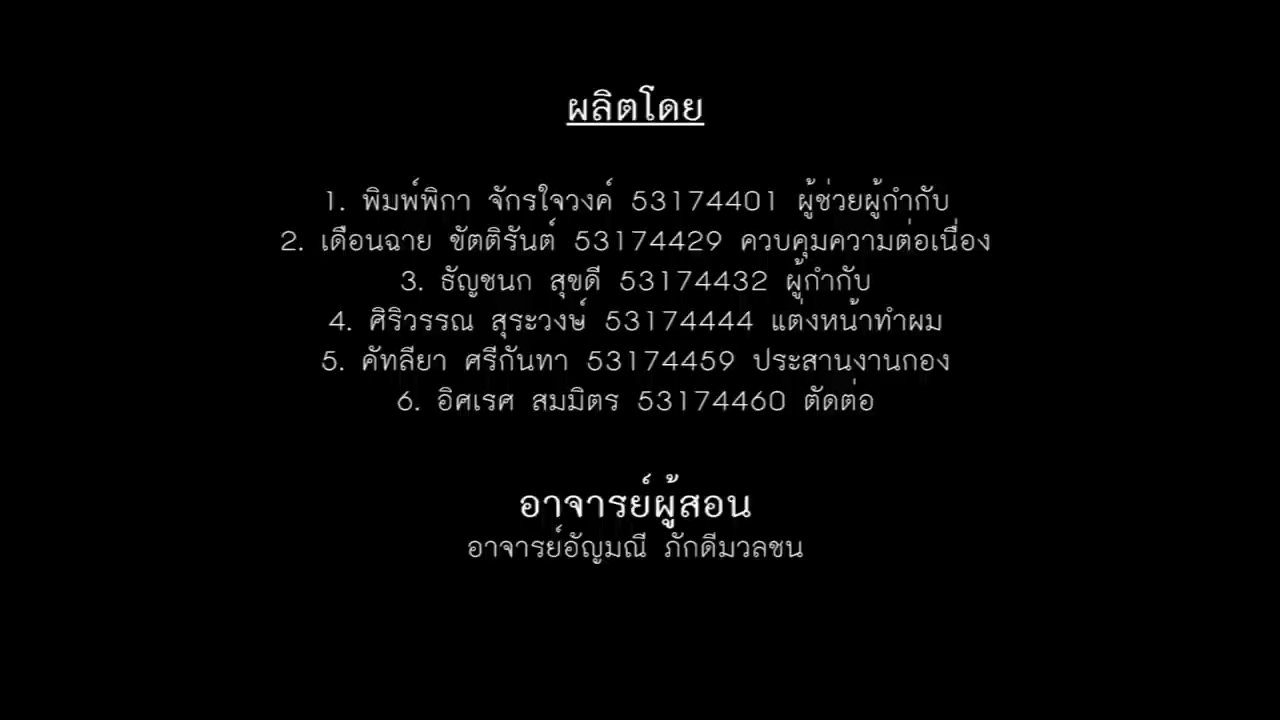 ผลิตโดย
1. พิมพ์พิกา จักรใจวงค์ 53174401 ผู้ช่วยผู้กำกับ
2. เดือนฉาย ขัตติรันต์ 53174429 ควบคุมความต่อเนื่อง
3. ธัญชนก สุขดี 53174432 ผู้กำกับ
4. ศิริวรรณ สุระวงษ์ 53174444 แต่งหน้าทำผม
5. คัทลียา ศรีกันทา 53174459 ประสานงานกอง
6. อิศเรศ สมมิตร 53174460 ตัดต่อ
อาจารย์ผู้สอน
อาจารย์อัญมณี ภักดีมวลชน